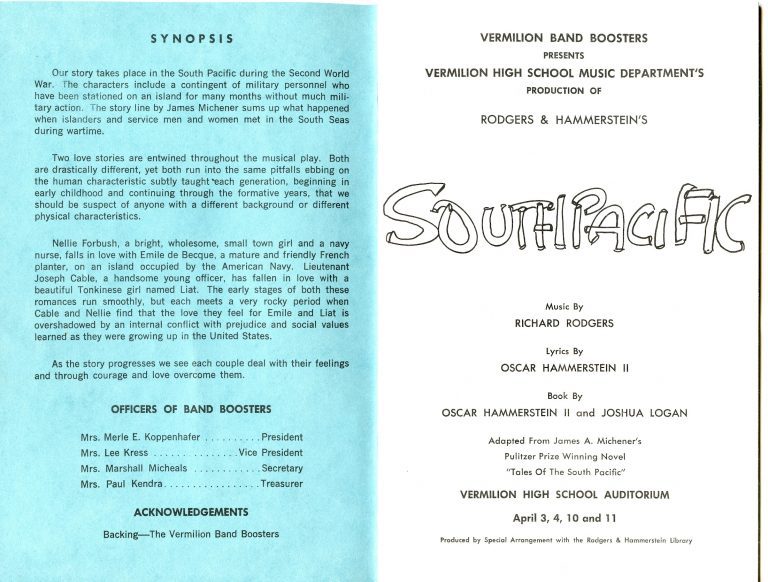 SYNOPSIS
Our story takes place in the South Pacific during the Second World
War. The characters include a contingent of military personnel who
have been stationed on an island for many months without much mili-
tary action. The story line by James Michener sums up what happened
when islanders and service men and women met in the South Seas
during wartime.
Two love stories are entwined throughout the musical play. Both
are drastically different, yet both run into the same pitfalls ebbing on
the human characteristic subtly taught each generation, beginning in
early childhood and continuing through the formative years, that we
should be suspect of anyone with a different background or different
physical characteristics.
Nellie Forbush, a bright, wholesome, small town girl and a navy
nurse, falls in love with Emile de Becque, a mature and friendly French
planter, on an island occupied by the American Navy. Lieutenant
Joseph Cable, a handsome young officer, has fallen in love with a
beautiful Tonkinese girl named Liat. The early stages of both these
romances run smoothly, but each meets a very rocky period when
Cable and Nellie find that the love they feel for Emile and Liat is
overshadowed by an internal conflict with prejudice and social values
learned as they were growing up in the United States.
As the story progresses we see each couple deal with their feelings
and through courage and love overcome them.
OFFICERS OF BAND BOOSTERS
Mrs. Merle E. Koppenhafer . . . . . . . . . . President
Mrs. Lee Kress . . . . . . . . . . . . . . . Vice President
Mrs. Marshall Micheals . . . . . . . . . . . . Secretary
Mrs. Paul Kendra . . . . . . . . . . . . . . . . . Treasurer
ACKNOWLEDGEMENTS
Backing—The Vermilion Band Boosters
VERMILION BAND BOOSTERS
PRESENTS
VERMILION HIGH SCHOOL MUSIC DEPARTMENT'S
PRODUCTION OF
RODGERS & HAMMERSTEIN'S
SOUTH PACIFIC
Music By
RICHARD RODGERS
Lyrics By
OSCAR HAMMERSTEIN II
Book By
OSCAR HAMMERSTEIN II and JOSHUA LOGAN
Adapted From James A. Michener's
Pulitzer Prize Winning Novel
"Tales Of The South Pacific"
VERMILION HIGH SCHOOL AUDITORIUM
April 3, 4, 10 and 11
Produced by Special Arrangement with the Rodgers & Hammerstein Library